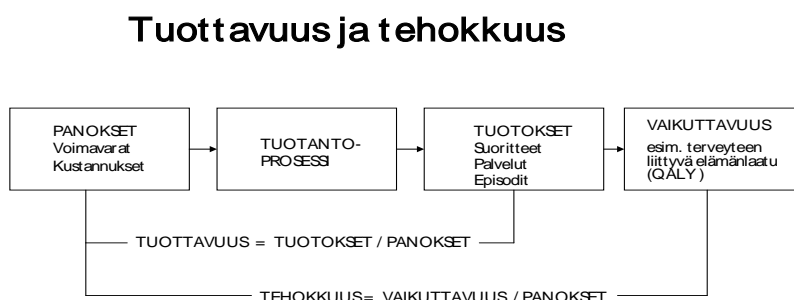 Tuottavuus ja tehokkuus
PANOKSET
Voimavarat
Kustannukset
TUOTANTO-
PROSESSI
TUOTOKSET
Suoritteet
Palvelut
Episodit
VAIKUTTAVUUS
esim. terveyteen
liittyvä elämänlaatu
(QALY)
TUOTTAVUUS = TUOTOKSET / PANOKSET
TEHOKKUUS= VAIKUTTAVUUS / PANOKSET